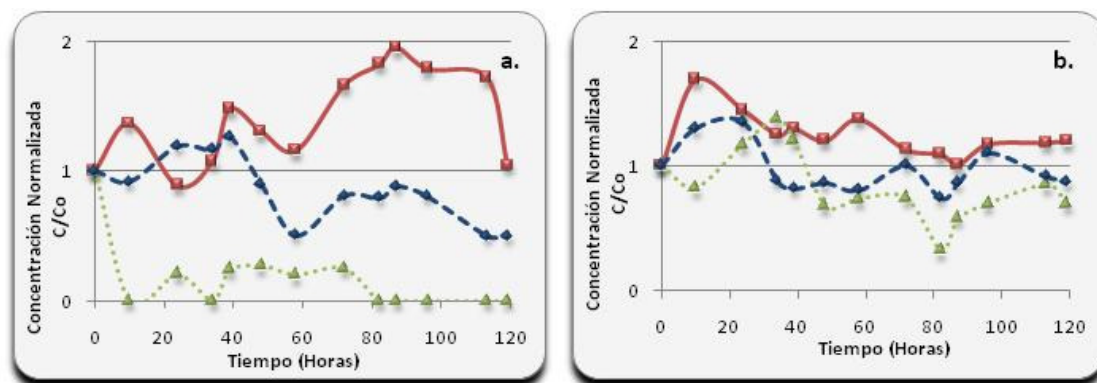 a.
Concentración Normalizada
C/Co
2
1
0
0 20 40 60 80 100 120
Tiempo (Horas)
b.
Concentración Normalizada
C/Co
2
1
0
0 20 40 60 80 100 120
Tiempo (Horas)